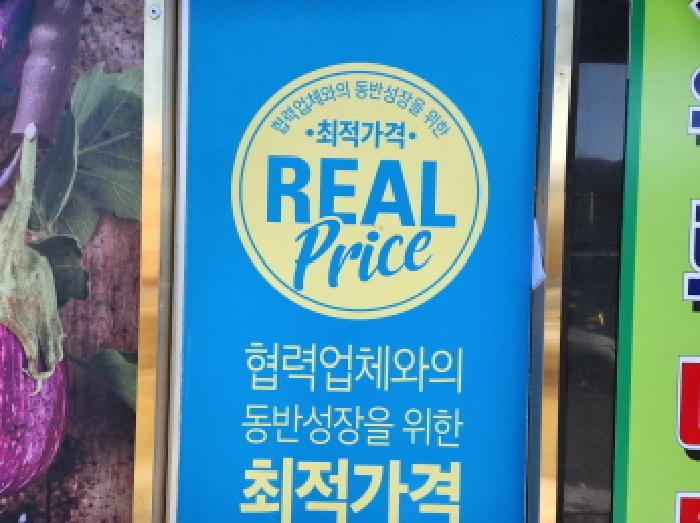 협력업체와의 동반성장을 위한
•최적가격•
REAL
Price
협력업체와의
동반성장을 위한
최적가격